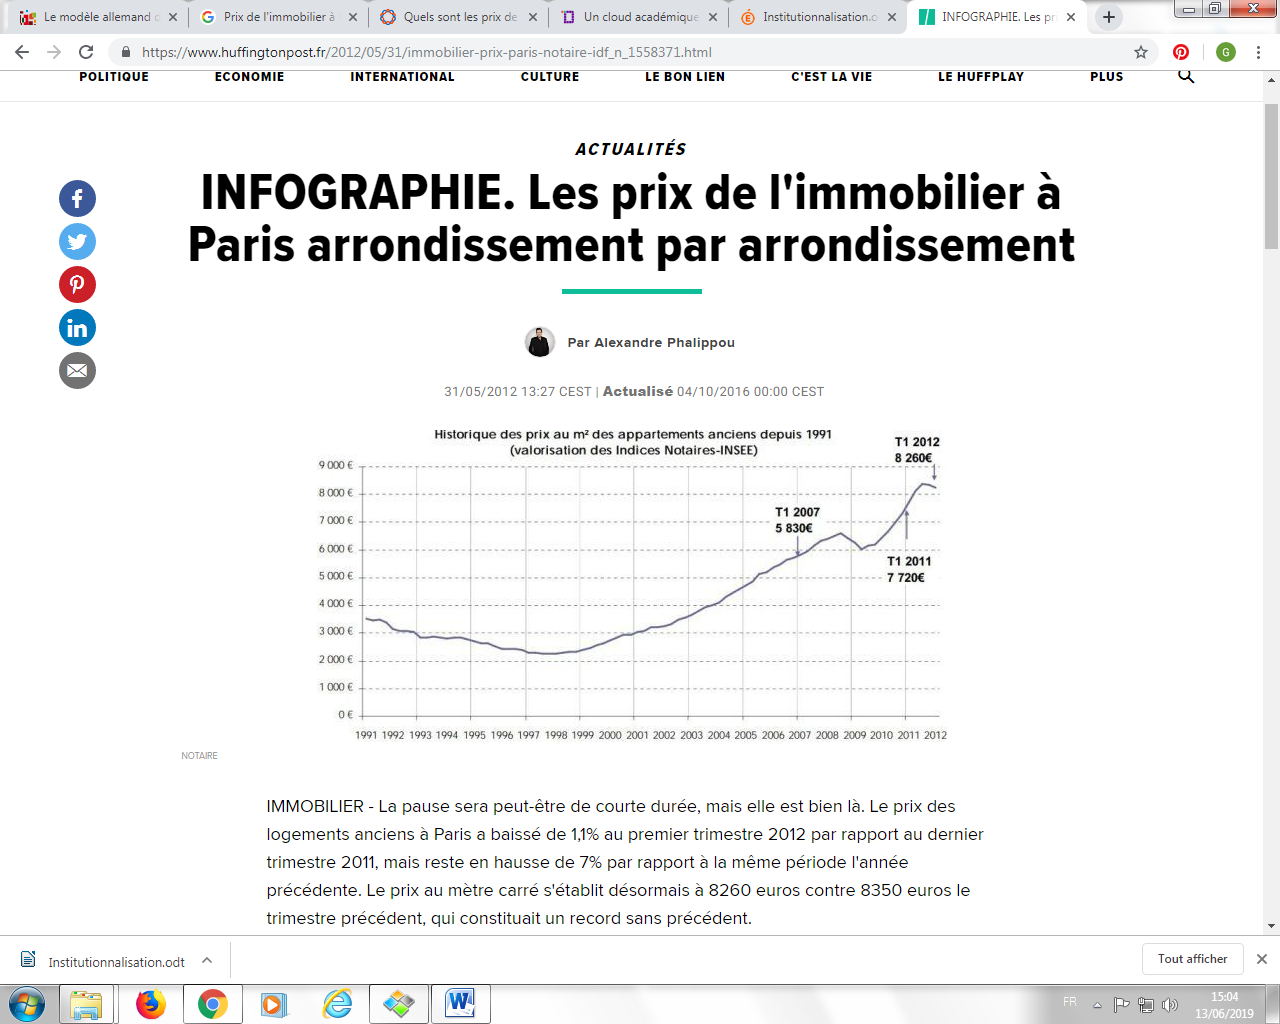 Le modèle allemand
Prix de l'immobilier à
Quels sont les prix de
Un cloud académique
Institutionnalisation.o
INFOGRAPHIE. Les pri
https://www.huffingtonpost.fr/2012/05/31/immobilier-prix-paris-notaire-idf_n_1558371.html
G
POLITIQUE ECONOMIE INTERNATIONAL CULTURE LE BON LIEN C'EST LA VIE LE HUFFPLAY PLUS
ACTUALITÉS
INFOGRAPHIE. Les prix de l'immobilier à
Paris arrondissement par arrondissement
Par Alexandre Phalippou
31/05/2012 13:27 CEST | Actualisé 04/10/2016 00:00 CEST
Historique des prix au m² des appartements anciens depuis 1991
(valorisation des Indices Notaires-INSEE)
T1 2012
8 260€
9 000 €
8 000 €
7 000 €
6 000 €
5 000 €
4 000 €
3 000 €
2 000 €
1 000 €
0 €
T1 2007
5 830€
T1 2011
7 720€
1991 1992 1993 1994 1995 1996 1997 1998 1999 2000 2001 2002 2003 2004 2005 2006 2007 2008 2009 2010 2011 2012
NOTAIRE
IMMOBILIER - La pause sera peut-être de courte durée, mais elle est bien là. Le prix des
logements anciens à Paris a baissé de 1,1% au premier trimestre 2012 par rapport au dernier
trimestre 2011, mais reste en hausse de 7% par rapport à la même période l'année
précédente. Le prix au mètre carré s'établit désormais à 8260 euros contre 8350 euros le
trimestre précédent, qui constituait un record sans précédent.
Institutionnalisation.odt
Tout afficher
FR
15:04
13/06/2019